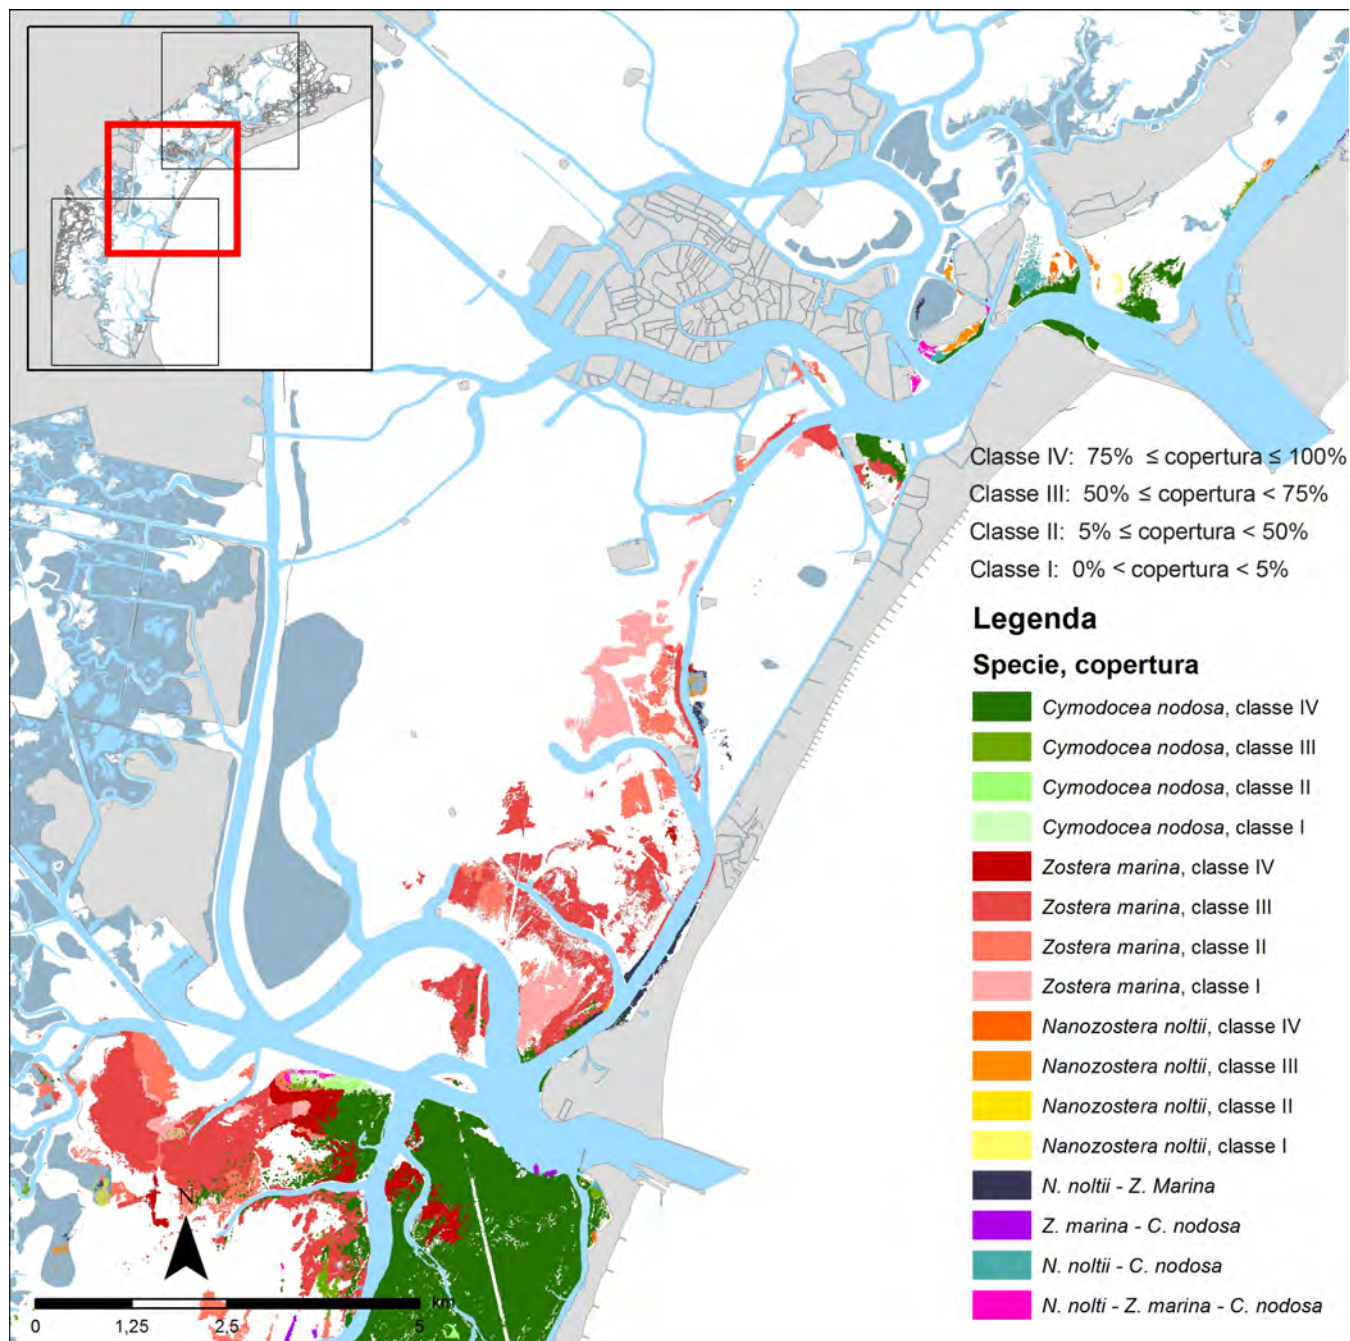 Classe IV: 75% ≤ copertura ≤ 100%
Classe III: 50% ≤ copertura < 75%
Classe II: 5% ≤ copertura < 50%
Classe I: 0% < copertura < 5%
Legenda
Specie, copertura
Cymodocea nodosa, classe IV
Cymodocea nodosa, classe III
Cymodocea nodosa, classe II
Cymodocea nodosa, classe I
Zostera marina, classe IV
Zostera marina, classe III
Zostera marina, classe II
Zostera marina, classe I
Nanozostera noltii, classe IV
Nanozostera noltii, classe III
Nanozostera noltii, classe II
Nanozostera noltii, classe I
N. noltii - Z. Marina
Z. marina - C. nodosa
N. noltii - C. nodosa
N. nolti - Z. marina - C. nodosa
N
km
0 1,25 2,5 5